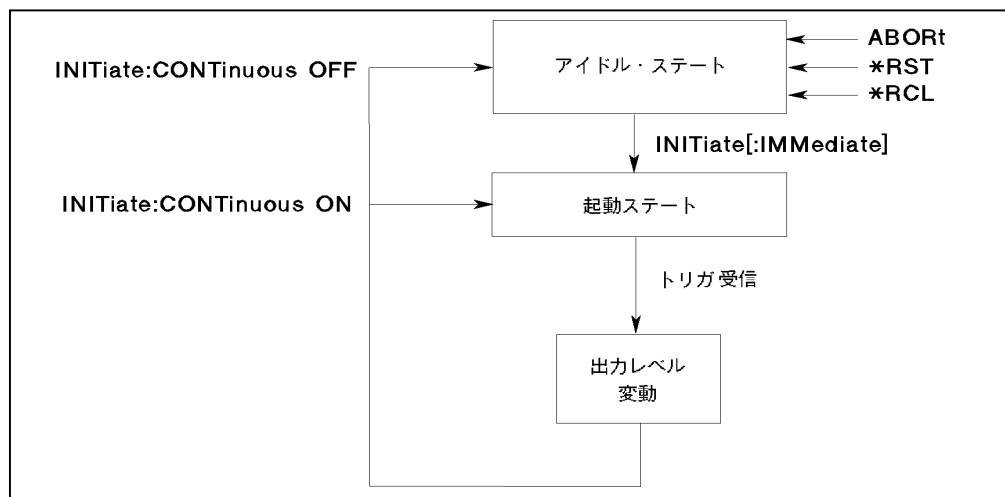 ABORt
INITiate:CONTinuous OFF
アイドル・ステート
*RST
*RCL
INITiate[:IMMediate]
INITiate:CONTinuous ON
起動ステート
トリガ受信
出力レベル
変動